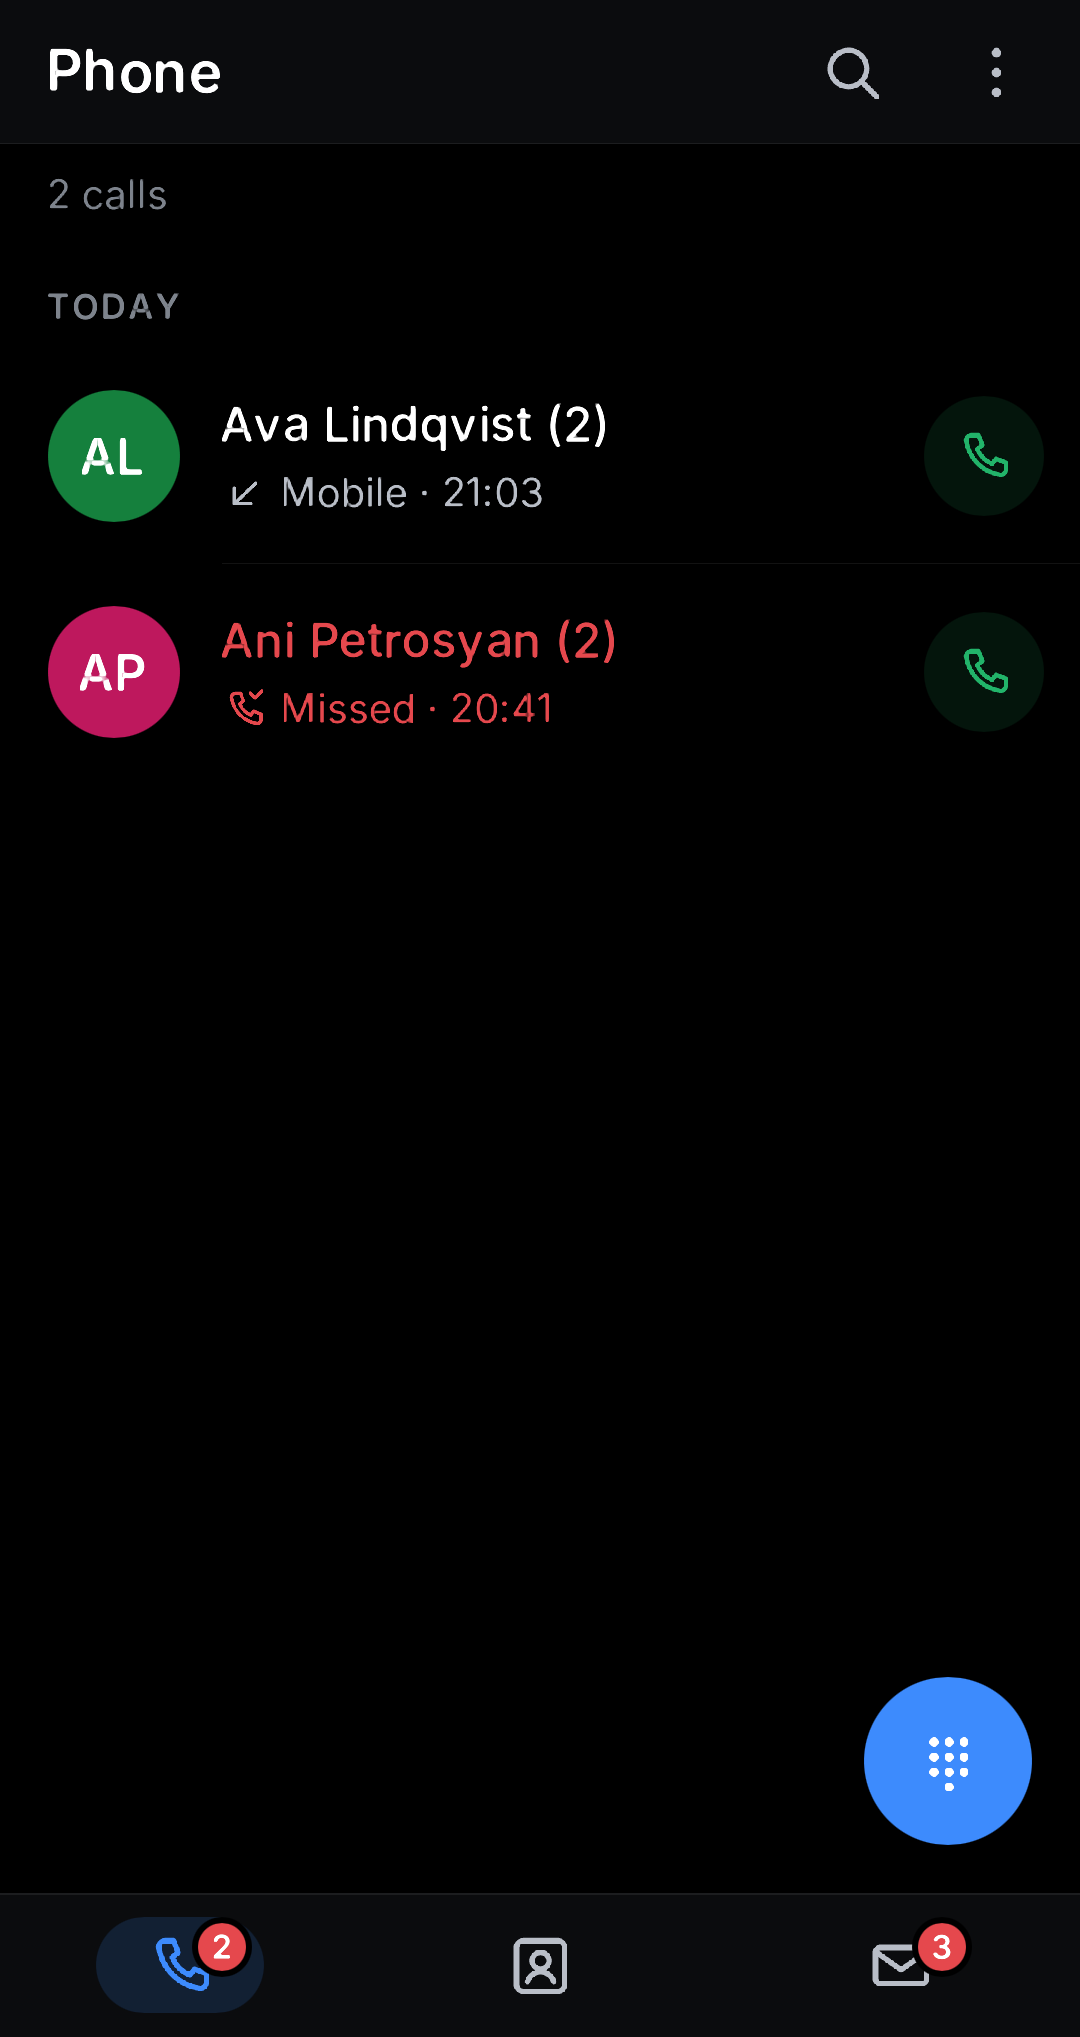 Phone
2 calls
TODAY
AL
Ava Lindqvist (2)
Mobile · 21:03
AP
Ani Petrosyan (2)
Missed · 20:41
2
3